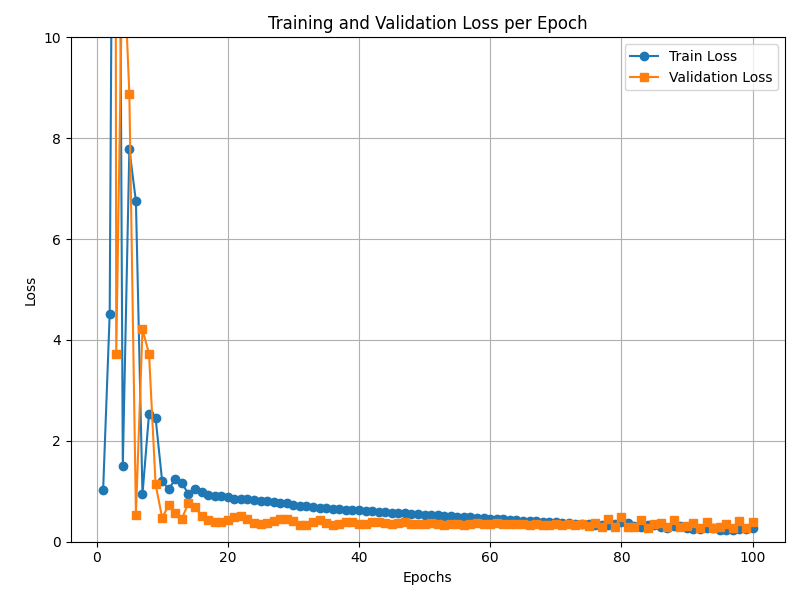 Training and Validation Loss per Epoch
10
8
6
4
2
0
Loss
Train Loss
Validation Loss
0 20 40 60 80 100
Epochs